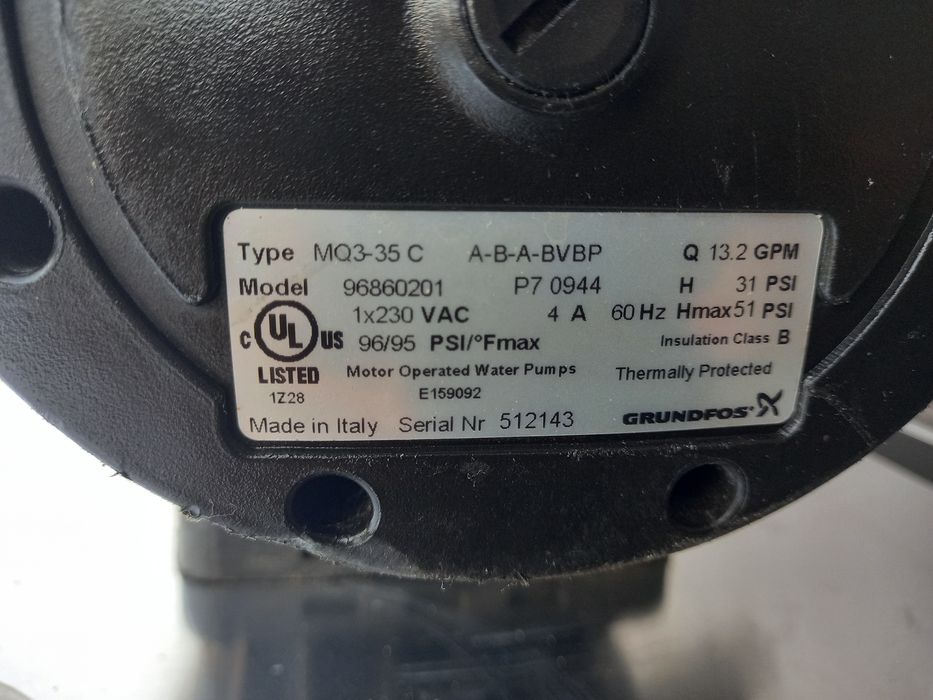 Type MQ3-35 C A-B-A-BVBP Q 13.2 GPM
Model 96860201 P7 0944 H 31 PSI
1x230 VAC 4 A 60 Hz Hmax 51 PSI
c UL US 96/95 PSI/°Fmax Insulation Class B
LISTED Motor Operated Water Pumps Thermally Protected
1Z28 E159092
Made in Italy Serial Nr 512143 GRUNDFOS